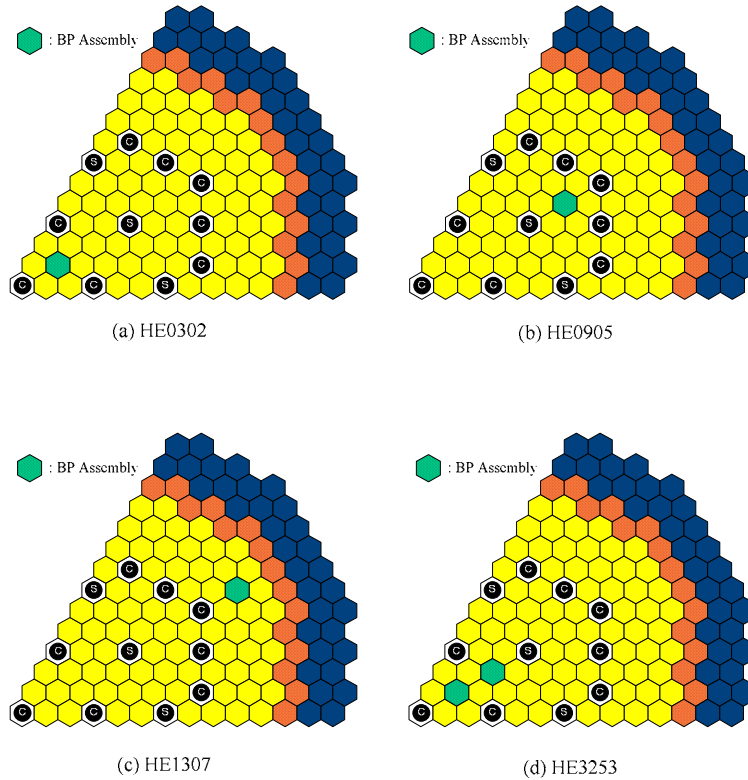 : BP Assembly
C
S C
C
C S C
C
C C S
(a) HE0302
: BP Assembly
C
S C
C
C S C
C
C C S
(b) HE0905
: BP Assembly
C
S C
C
C S C
C
C C S
(c) HE1307
: BP Assembly
C
S C
C
C S C
C
C C S
(d) HE3253